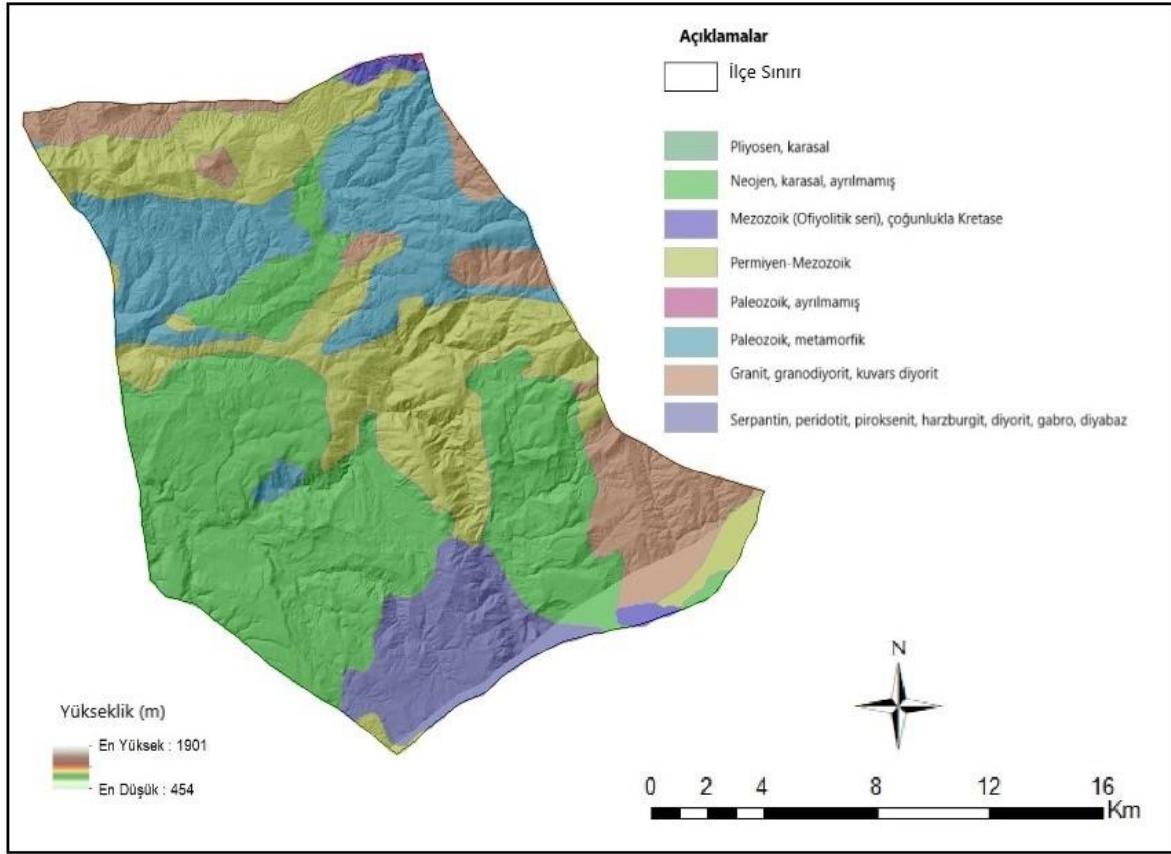 Açıklamalar
İlçe Sınırı
Pliyosen, karasal
Neojen, karasal, ayrılmamış
Mezozoik (Ofiyolitik seri), çoğunlukla Kretase
Permiyen-Mezozoik
Paleozoik, ayrılmamış
Paleozoik, metamorfik
Granit, granodiyorit, kuvars diyorit
Serpantin, peridotit, piroksenit, harzburgit, diyorit, gabro, diyabaz
Yükseklik (m)
En Yüksek : 1901
En Düşük : 454
N
0 2 4 8 12 16
Km